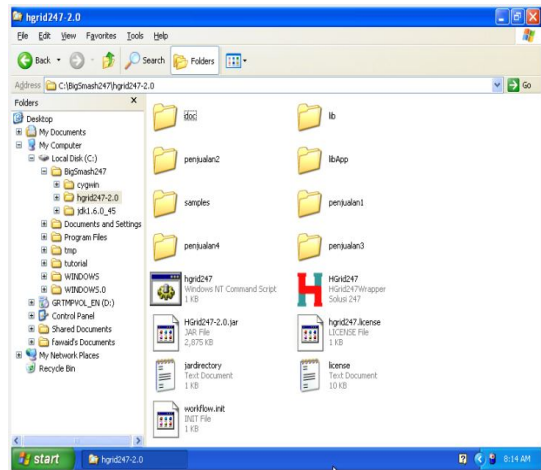 hgrid247-2.0
File Edit View Favorites Tools Help
Back Search Folders
Address C:\BigSmash247\hgrid247-2.0 Go
Folders X
Desktop
My Documents
My Computer
Local Disk (C:)
BigSmash247
cygwin
hgrid247-2.0
jdk1.6.0_45
Documents and Settings
Program Files
tmp
tutorial
WINDOWS
WINDOWS.0
GRTMPVOL_EN (D:)
Control Panel
Shared Documents
fawaid's Documents
My Network Places
Recycle Bin
doc lib
penjualan2 libApp
samples penjualan1
penjualan4 penjualan3
hgrid247
Windows NT Command Script
1 KB
HGrid247
HGrid247Wrapper
Solusi 247
HGrid247-2.0.jar
JAR File
2,875 KB
hgrid247.license
LICENSE File
1 KB
jardirectory
Text Document
1 KB
license
Text Document
10 KB
workflow.init
INIT File
1 KB
start hgrid247-2.0 8:14 AM